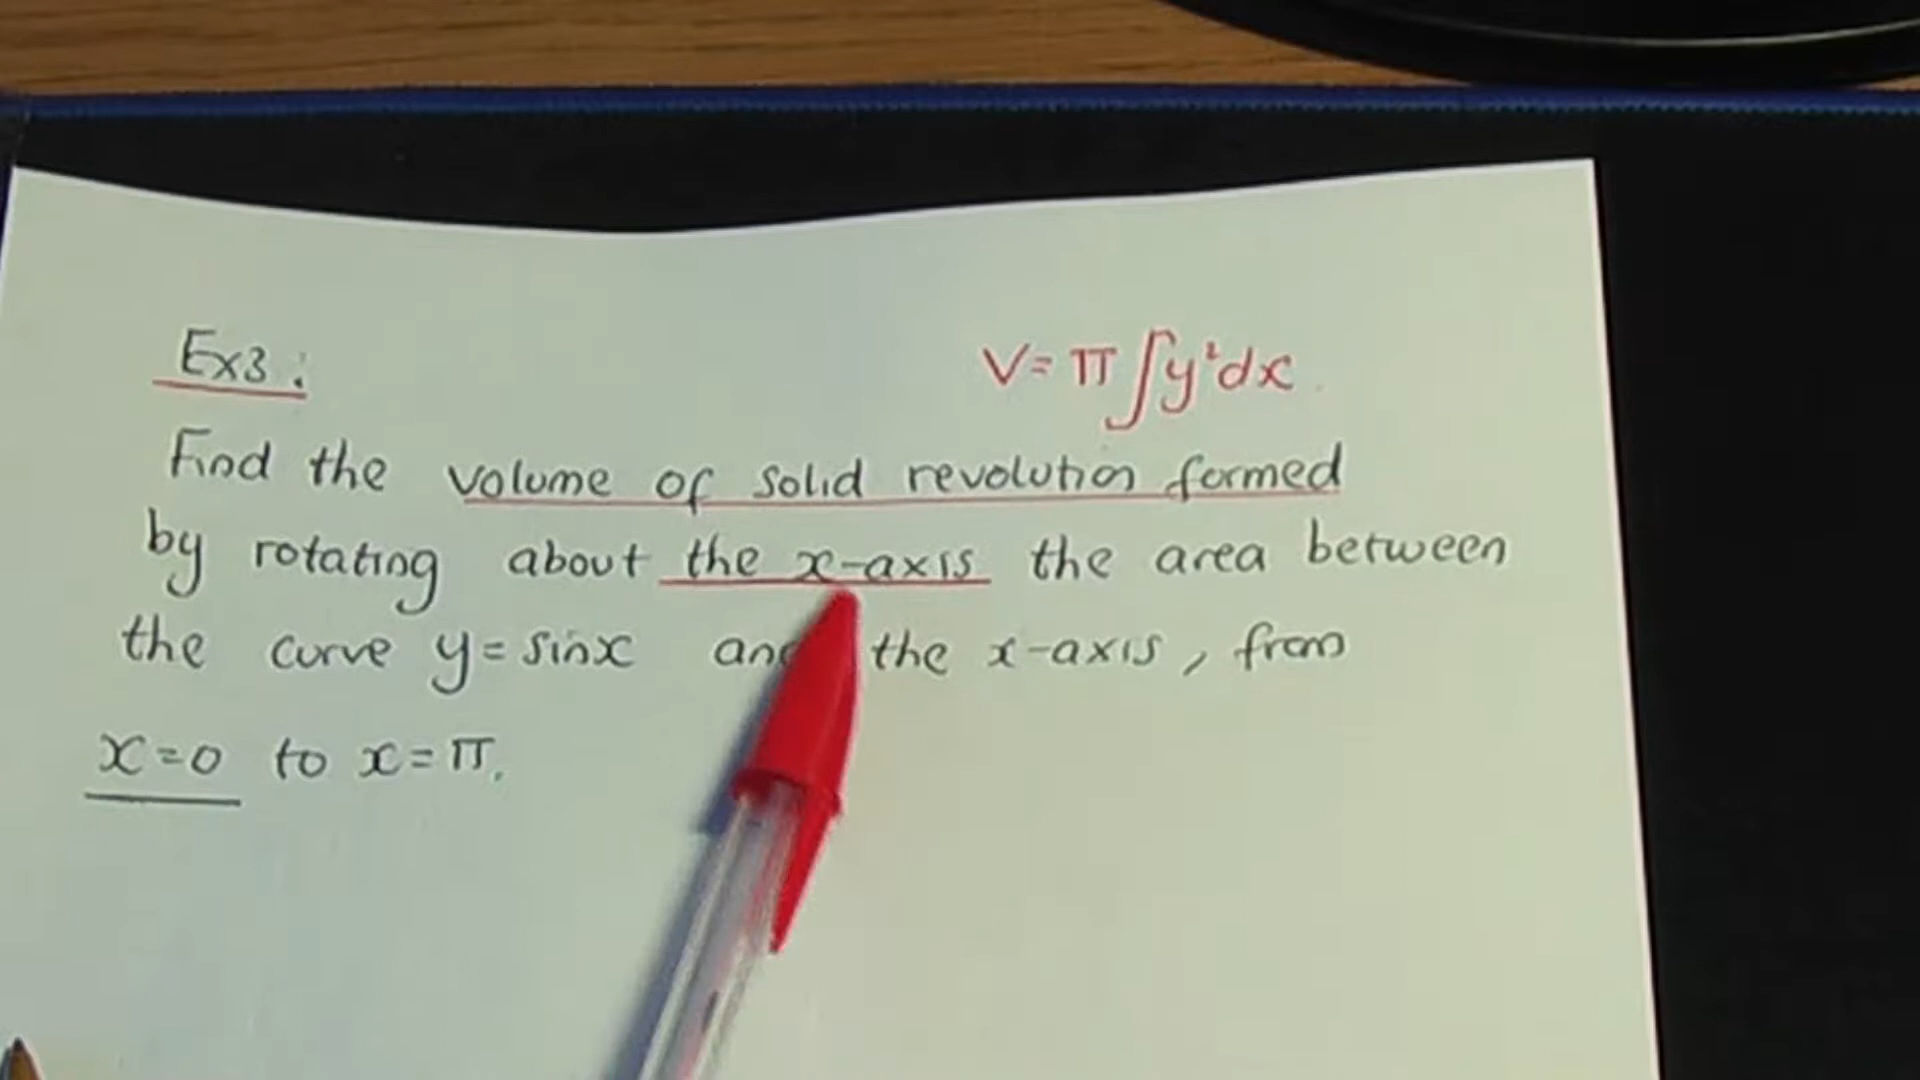 Ex3:
V = π∫y²dx
Find the volume of solid revolution formed
by rotating about the x-axis the area between
the curve y = sinx and the x-axis, from
x=0 to x=π.